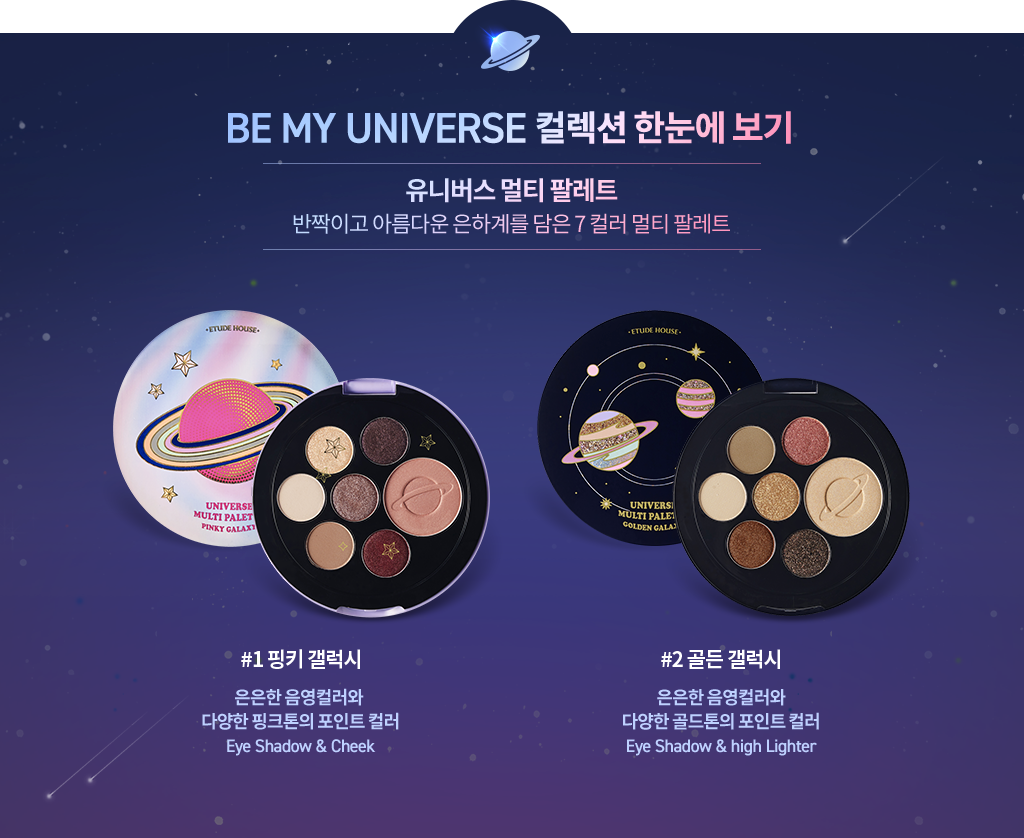 BE MY UNIVERSE 컬렉션 한눈에 보기
유니버스 멀티 팔레트
반짝이고 아름다운 은하계를 담은 7 컬러 멀티 팔레트
·ETUDE HOUSE·
UNIVERSE
MULTI PALET
PINKY GALAX
·ETUDE HOUSE·
UNIVERSE
MULTI PALE
GOLDEN GALA
#1 핑키 갤럭시
은은한 음영컬러와
다양한 핑크톤의 포인트 컬러
Eye Shadow & Cheek
#2 골든 갤럭시
은은한 음영컬러와
다양한 골드톤의 포인트 컬러
Eye Shadow & high Lighter